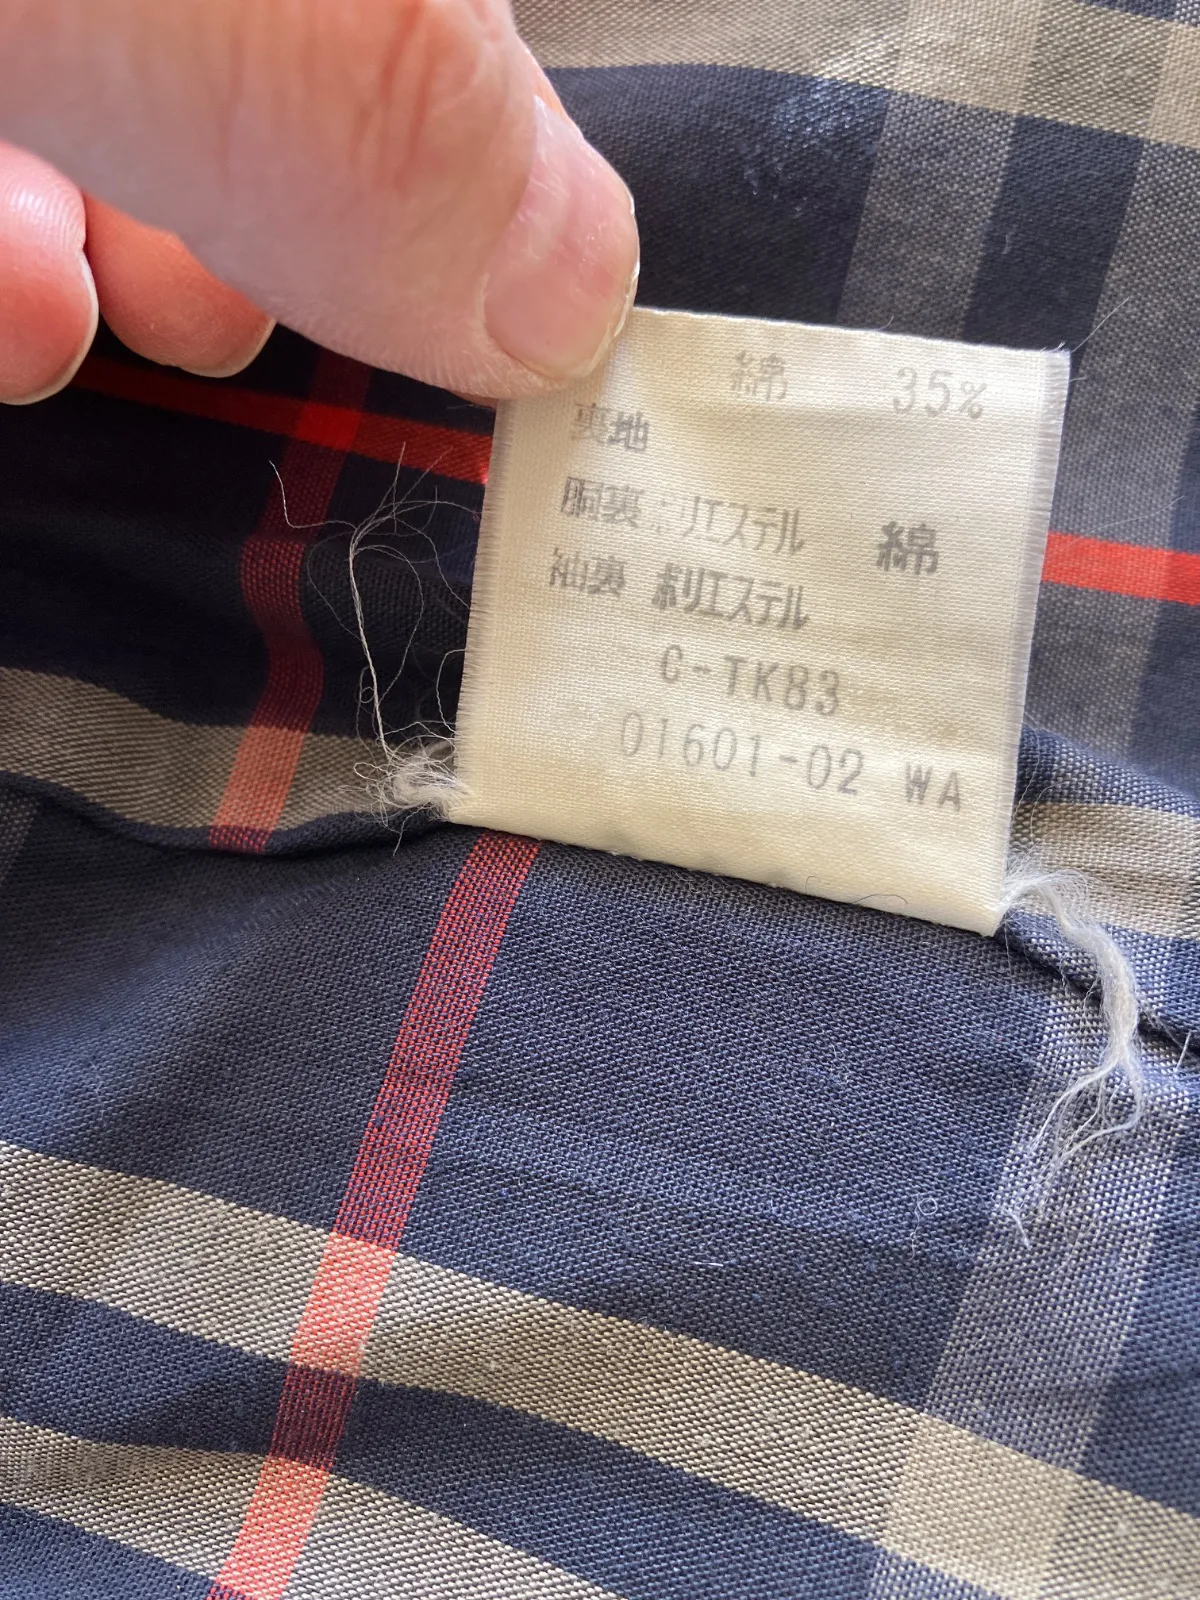 綿 35%
裏地
胴裏:リエステル 綿
袖裏 ポリエステル
C-TK83
01601-02 WA